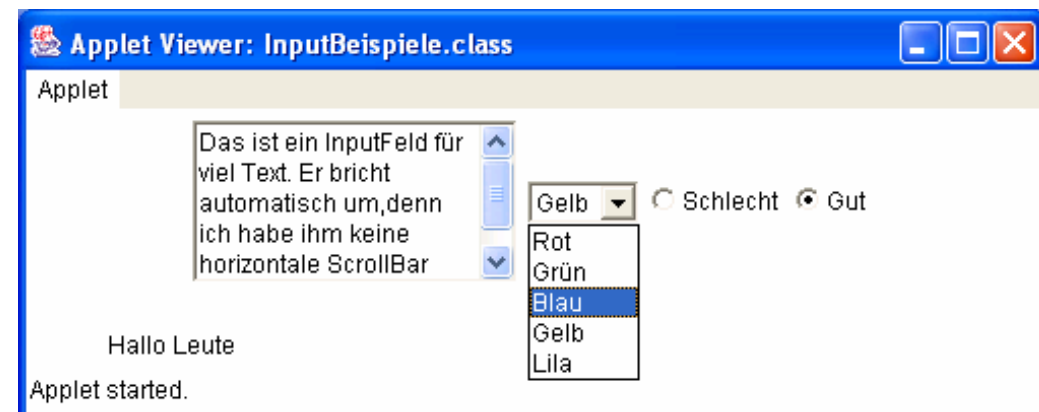 Applet Viewer: InputBeispiele.class
Applet
Das ist ein InputFeld für
viel Text. Er bricht
automatisch um,denn
ich habe ihm keine
horizontale ScrollBar
Gelb
Schlecht
Gut
Rot
Grün
Blau
Gelb
Lila
Hallo Leute
Applet started.